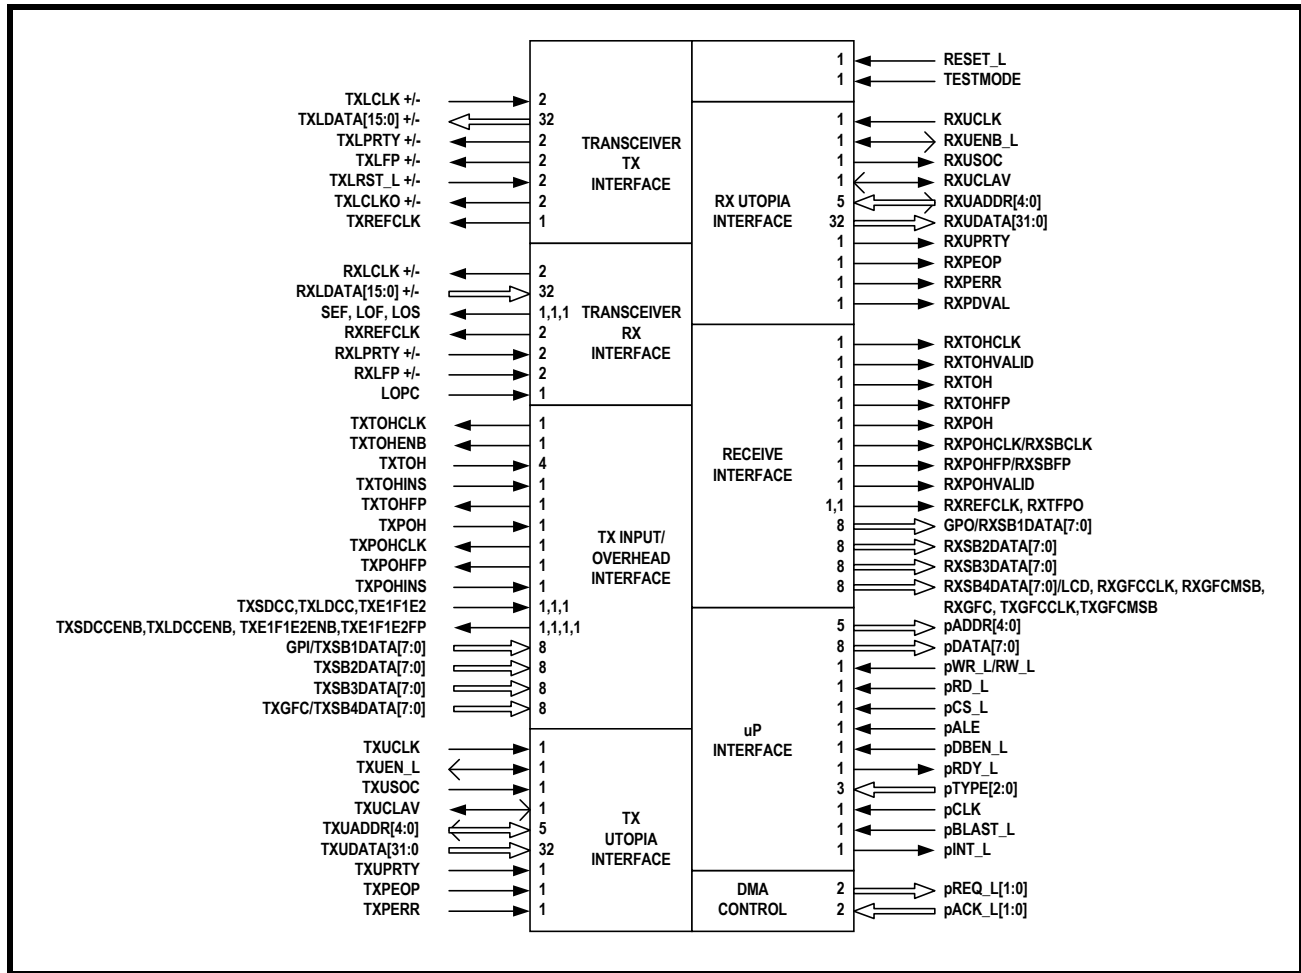 RESET_L
1
TESTMODE
1
TXLCLK +/-
2
TXLDATA[15:0] +/-
32
TXLPRTY +/-
2
TXLFP +/-
2
TXLRST_L +/-
2
TXLCLKO +/-
2
TXREFCLK
1
TRANSCEIVER
TX
INTERFACE
RXLCLK +/-
2
RXLDATA[15:0] +/-
32
SEF, LOF, LOS
1,1,1
RXREFCLK
2
RXLPRTY +/-
2
RXLFP +/-
2
LOPC
1
TRANSCEIVER
RX
INTERFACE
TXTOHCLK
1
TXTOHENB
1
TXTOH
4
TXTOHINS
1
TXTOHFP
1
TXPOH
1
TXPOHCLK
1
TXPOHFP
1
TXPOHINS
1
TXSDCC,TXLDCC,TXE1F1E2
1,1,1
TXSDCCENB,TXLDCCENB, TXE1F1E2ENB,TXE1F1E2FP
1,1,1,1
GPI/TXSB1DATA[7:0]
8
TXSB2DATA[7:0]
8
TXSB3DATA[7:0]
8
TXGFC/TXSB4DATA[7:0]
8
TX INPUT/
OVERHEAD
INTERFACE
TXUCLK
1
TXUEN_L
1
TXUSOC
1
TXUCLAV
1
TXUADDR[4:0]
5
TXUDATA[31:0
32
TXUPRTY
1
TXPEOP
1
TXPERR
1
TX
UTOPIA
INTERFACE
RX UTOPIA
INTERFACE
1
RXUCLK
1
RXUENB_L
1
RXUSOC
1
RXUCLAV
5
RXUADDR[4:0]
32
RXUDATA[31:0]
1
RXUPRTY
1
RXPEOP
1
RXPERR
1
RXPDVAL
RECEIVE
INTERFACE
1
RXTOHCLK
1
RXTOHVALID
1
RXTOH
1
RXTOHFP
1
RXPOH
1
RXPOHCLK/RXSBCLK
1
RXPOHFP/RXSBFP
1
RXPOHVALID
1,1
RXREFCLK, RXTFPO
8
GPO/RXSB1DATA[7:0]
8
RXSB2DATA[7:0]
8
RXSB3DATA[7:0]
8
RXSB4DATA[7:0]/LCD, RXGFCCLK, RXGFCMSB,
RXGFC, TXGFCCLK,TXGFCMSB
uP
INTERFACE
5
pADDR[4:0]
8
pDATA[7:0]
1
pWR_L/RW_L
1
pRD_L
1
pCS_L
1
pALE
1
pDBEN_L
1
pRDY_L
3
pTYPE[2:0]
1
pCLK
1
pBLAST_L
1
pINT_L
DMA
CONTROL
2
pREQ_L[1:0]
2
pACK_L[1:0]